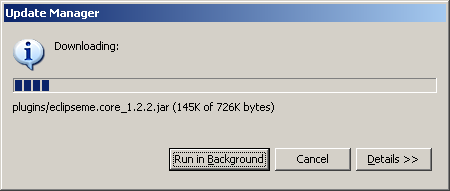 Update Manager
Downloading:
plugins/eclipseme.core_1.2.2.jar (145K of 726K bytes)
Run in Background Cancel Details >>